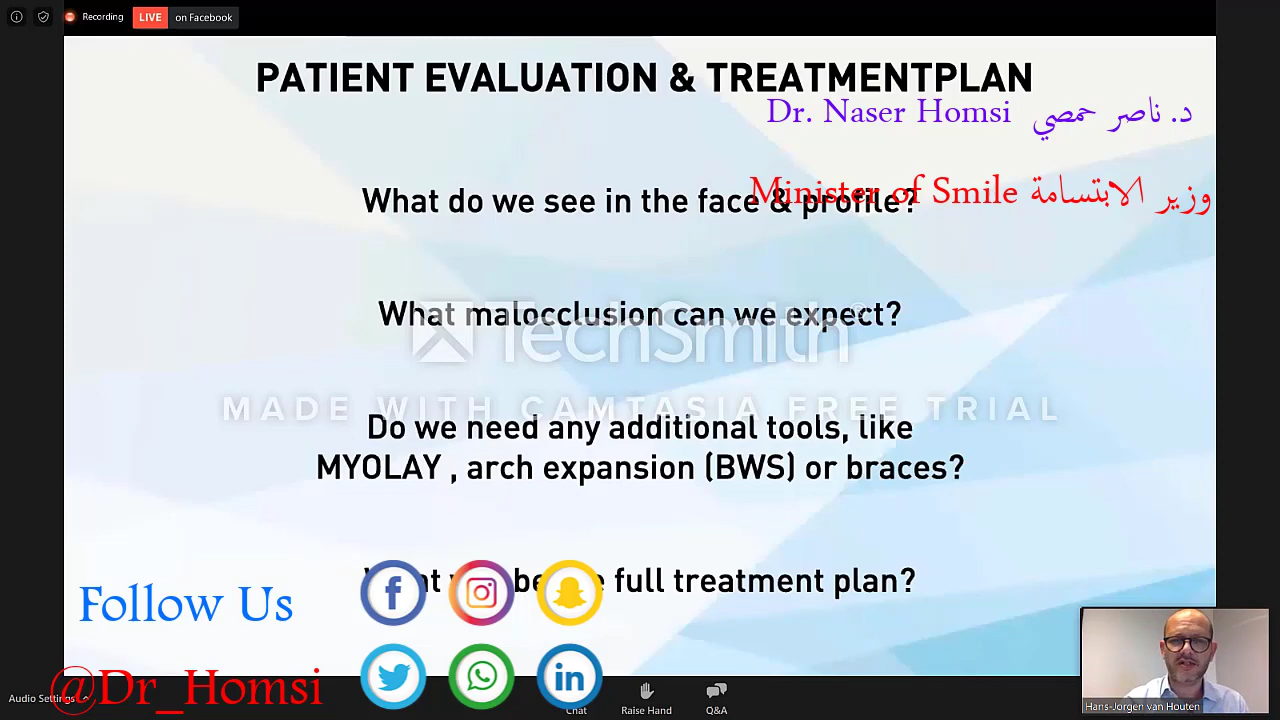 Recording LIVE on Facebook
PATIENT EVALUATION & TREATMENTPLAN
Dr. Naser Homsi د. ناصر حمصي
Minister of Smile وزير الابتسامة
What do we see in the face & profile?
What malocclusion can we expect?
TechSmith®
MADE WITH CAMTASIA FREE TRIAL
Do we need any additional tools, like
MYOLAY , arch expansion (BWS) or braces?
full treatment plan?
Follow Us
@Dr_Homsi
Audio Settings
Chat Raise Hand Q&A
Hans-Jorgen van Houten